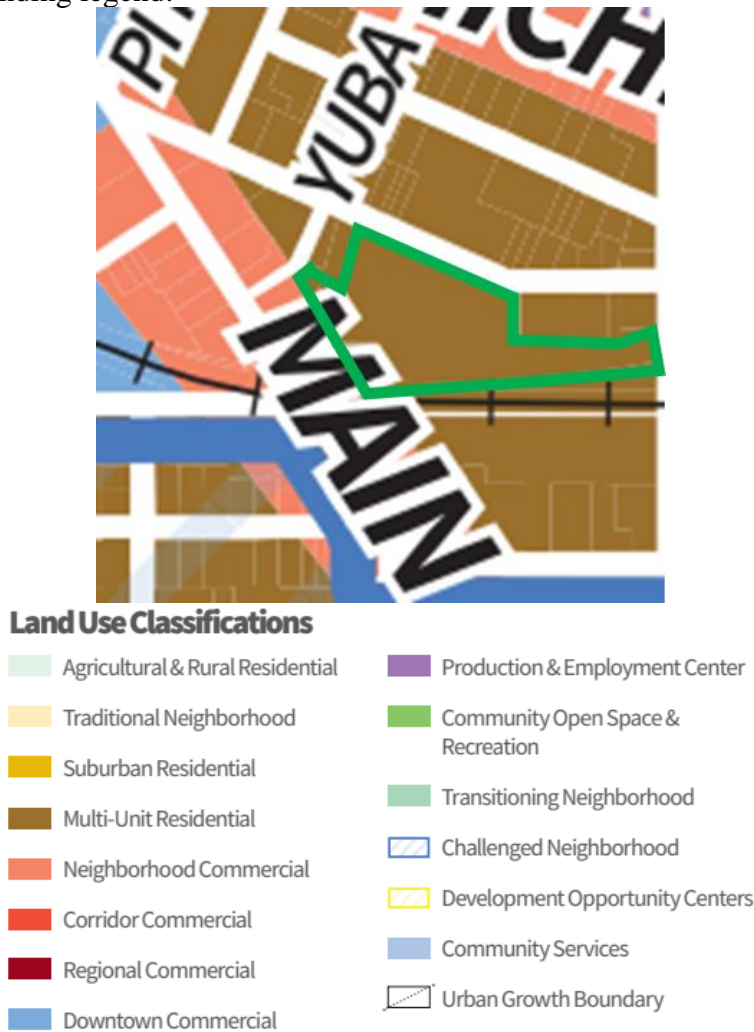 YUBA
MAIN
Land Use Classifications
Agricultural & Rural Residential
Traditional Neighborhood
Suburban Residential
Multi-Unit Residential
Neighborhood Commercial
Corridor Commercial
Regional Commercial
Downtown Commercial
Production & Employment Center
Community Open Space &
Recreation
Transitioning Neighborhood
Challenged Neighborhood
Development Opportunity Centers
Community Services
Urban Growth Boundary